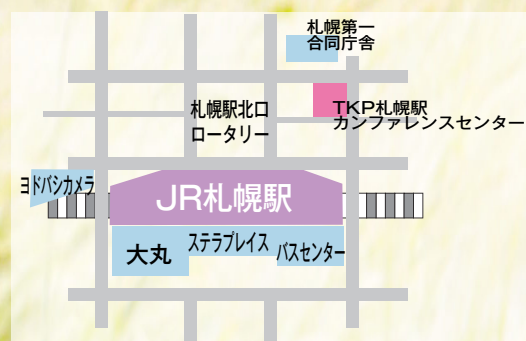 札幌第一
合同庁舎
札幌駅北口
ロータリー
TKP札幌駅
カンファレンスセンター
ヨドバシカメラ
JR札幌駅
大丸
ステラプレイス
バスセンター